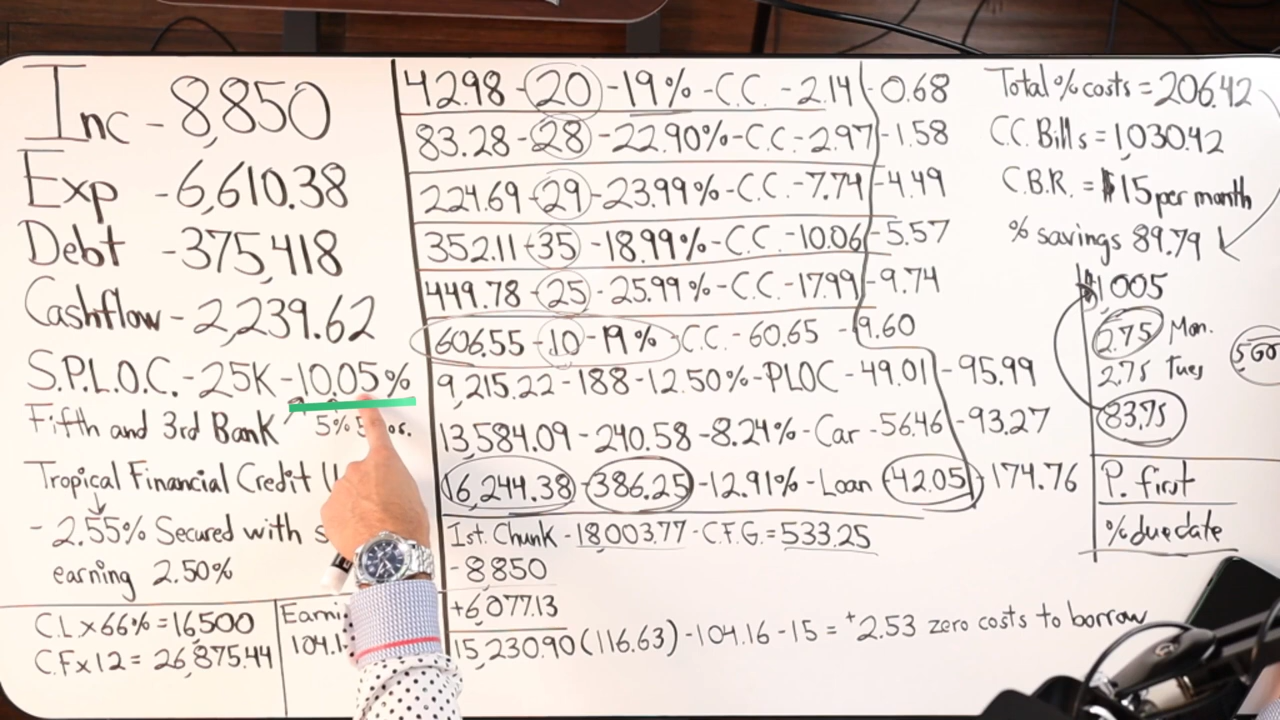 Inc - 8,850
Exp - 6,610.38
Debt - 375,418
Cashflow - 2,239.62
S.P.L.O.C. - 25K - 10.05%
Fifth and 3rd Bank 5%
Tropical Financial Credit
- 2.55% Secured with
earning 2.50%
C.L x 66% = 16,500
C.F x 12 = 26,875.44
42.98 - 20 - 19% - C.C. - 2.14 - 0.68
83.28 - 28 - 22.90% - C.C. - 2.97 - 1.58
224.69 - 29 - 23.99% - C.C. - 7.74 - 4.49
352.11 - 35 - 18.99% - C.C. - 10.06 - 5.57
449.78 - 25 - 25.99% - C.C. - 17.99 - 9.74
606.55 - 10 - 19% - C.C. - 60.65 - 9.60
9,215.22 - 188 - 12.50% - PLOC - 49.01 - 95.99
13,584.09 - 240.58 - 8.24% - Car - 56.46 - 93.27
16,244.38 - 386.25 - 12.91% - Loan - 42.05 - 174.76
1st. Chunk - 18,003.77 - C.F.G. = 533.25
- 8850
+ 6,077.13
15,230.90 (116.63) - 104.16 - 15 = +2.53 zero costs to borrow
Total % costs = 206.42
C.C. Bills = 1,030.42
C.B.R. = $15 per month
% savings 89.79
$1,005
2.75 Mon.
2.75 Tues
83.75
P. first
% due date